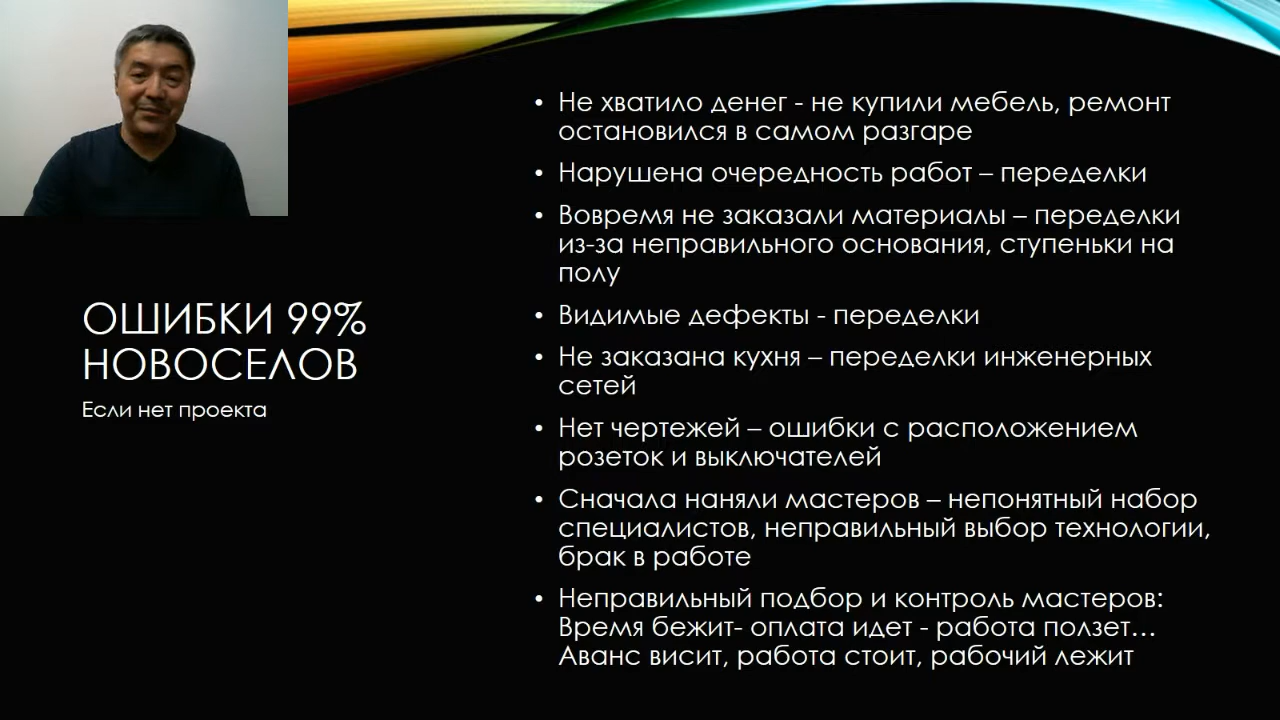 ОШИБКИ 99%
НОВОСЕЛОВ
Если нет проекта
• Не хватило денег - не купили мебель, ремонт
остановился в самом разгаре
• Нарушена очередность работ – переделки
• Вовремя не заказали материалы – переделки
из-за неправильного основания, ступеньки на
полу
• Видимые дефекты - переделки
• Не заказана кухня – переделки инженерных
сетей
• Нет чертежей – ошибки с расположением
розеток и выключателей
• Сначала наняли мастеров – непонятный набор
специалистов, неправильный выбор технологии,
брак в работе
• Неправильный подбор и контроль мастеров:
Время бежит- оплата идет - работа ползет...
Аванс висит, работа стоит, рабочий лежит